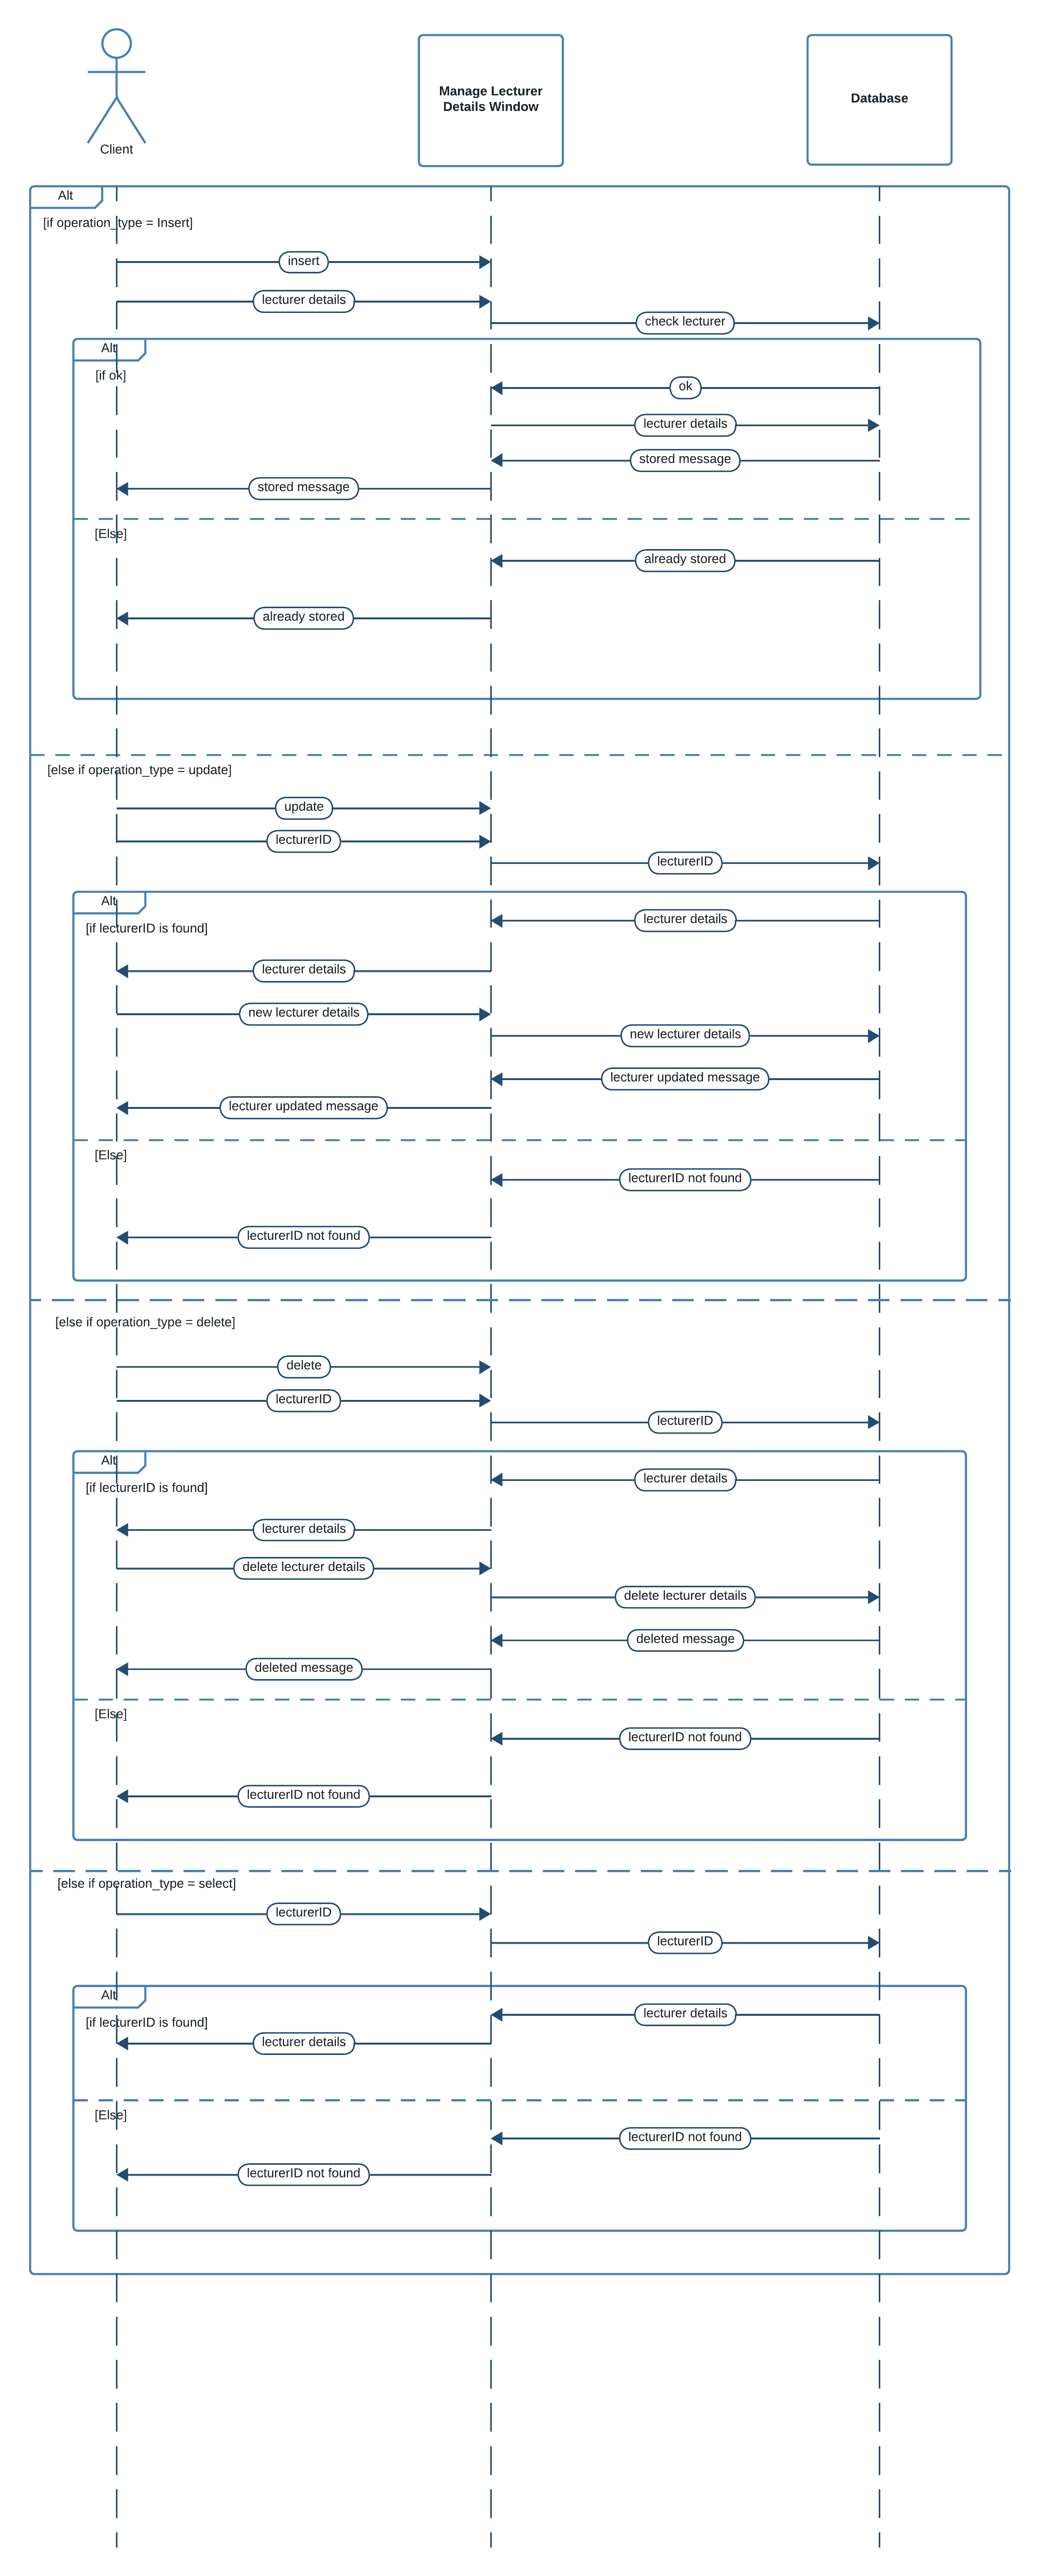 Client
Manage Lecturer
Details Window
Database
Alt
[if operation_type = Insert]
insert
lecturer details
check lecturer
Alt
[if ok]
ok
lecturer details
stored message
stored message
[Else]
already stored
already stored
[else if operation_type = update]
update
lecturerID
lecturerID
Alt
lecturer details
[if lecturerID is found]
lecturer details
new lecturer details
new lecturer details
lecturer updated message
lecturer updated message
[Else]
lecturerID not found
lecturerID not found
[else if operation_type = delete]
delete
lecturerID
lecturerID
Alt
lecturer details
[if lecturerID is found]
lecturer details
delete lecturer details
delete lecturer details
deleted message
deleted message
[Else]
lecturerID not found
lecturerID not found
[else if operation_type = select]
lecturerID
lecturerID
Alt
lecturer details
[if lecturerID is found]
lecturer details
[Else]
lecturerID not found
lecturerID not found